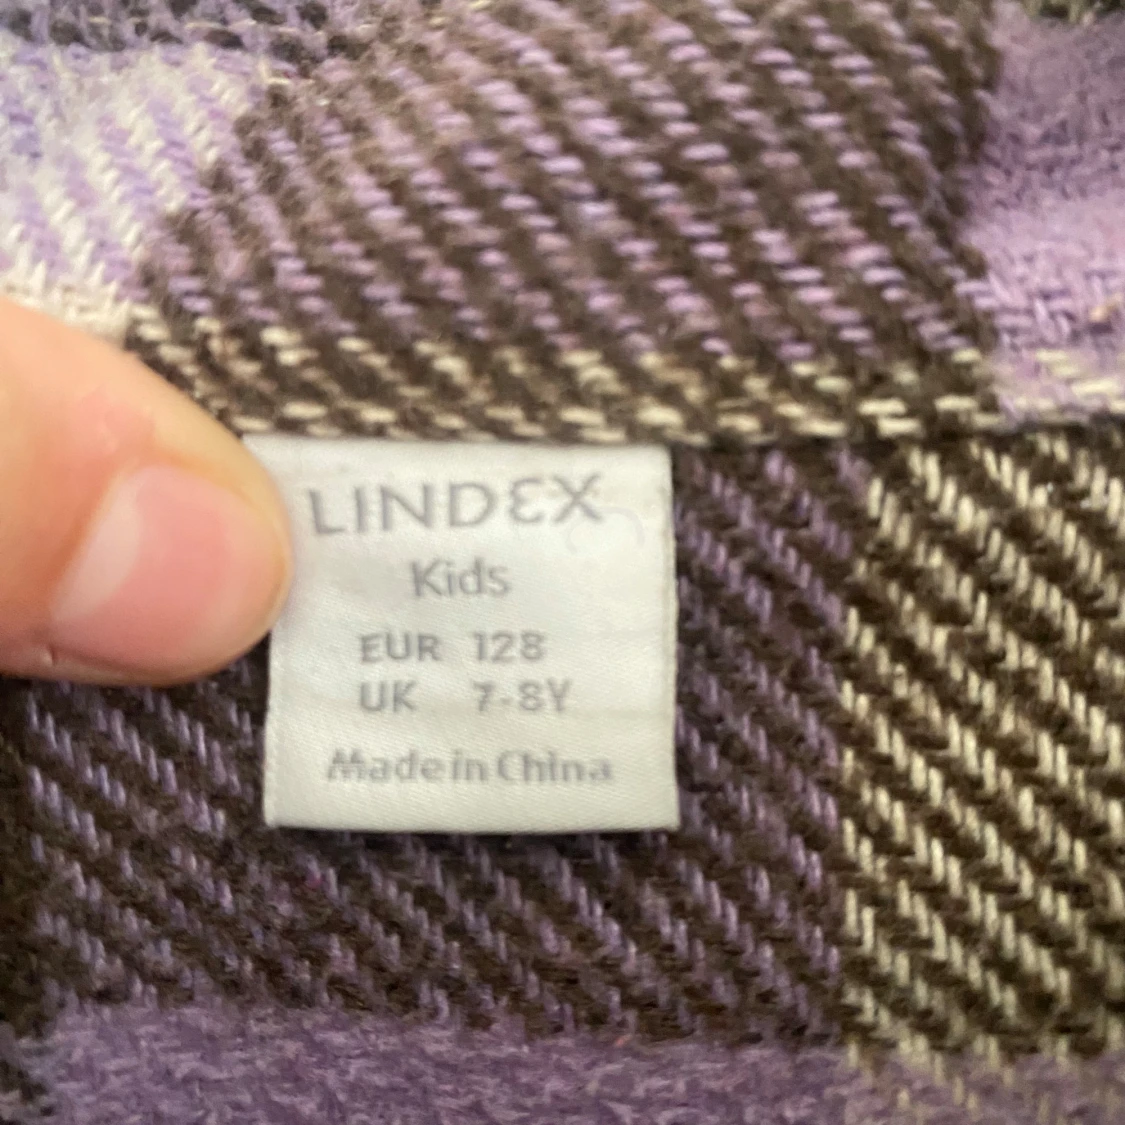 LINDEX
Kids
EUR 128
UK 7-8Y
Made in China